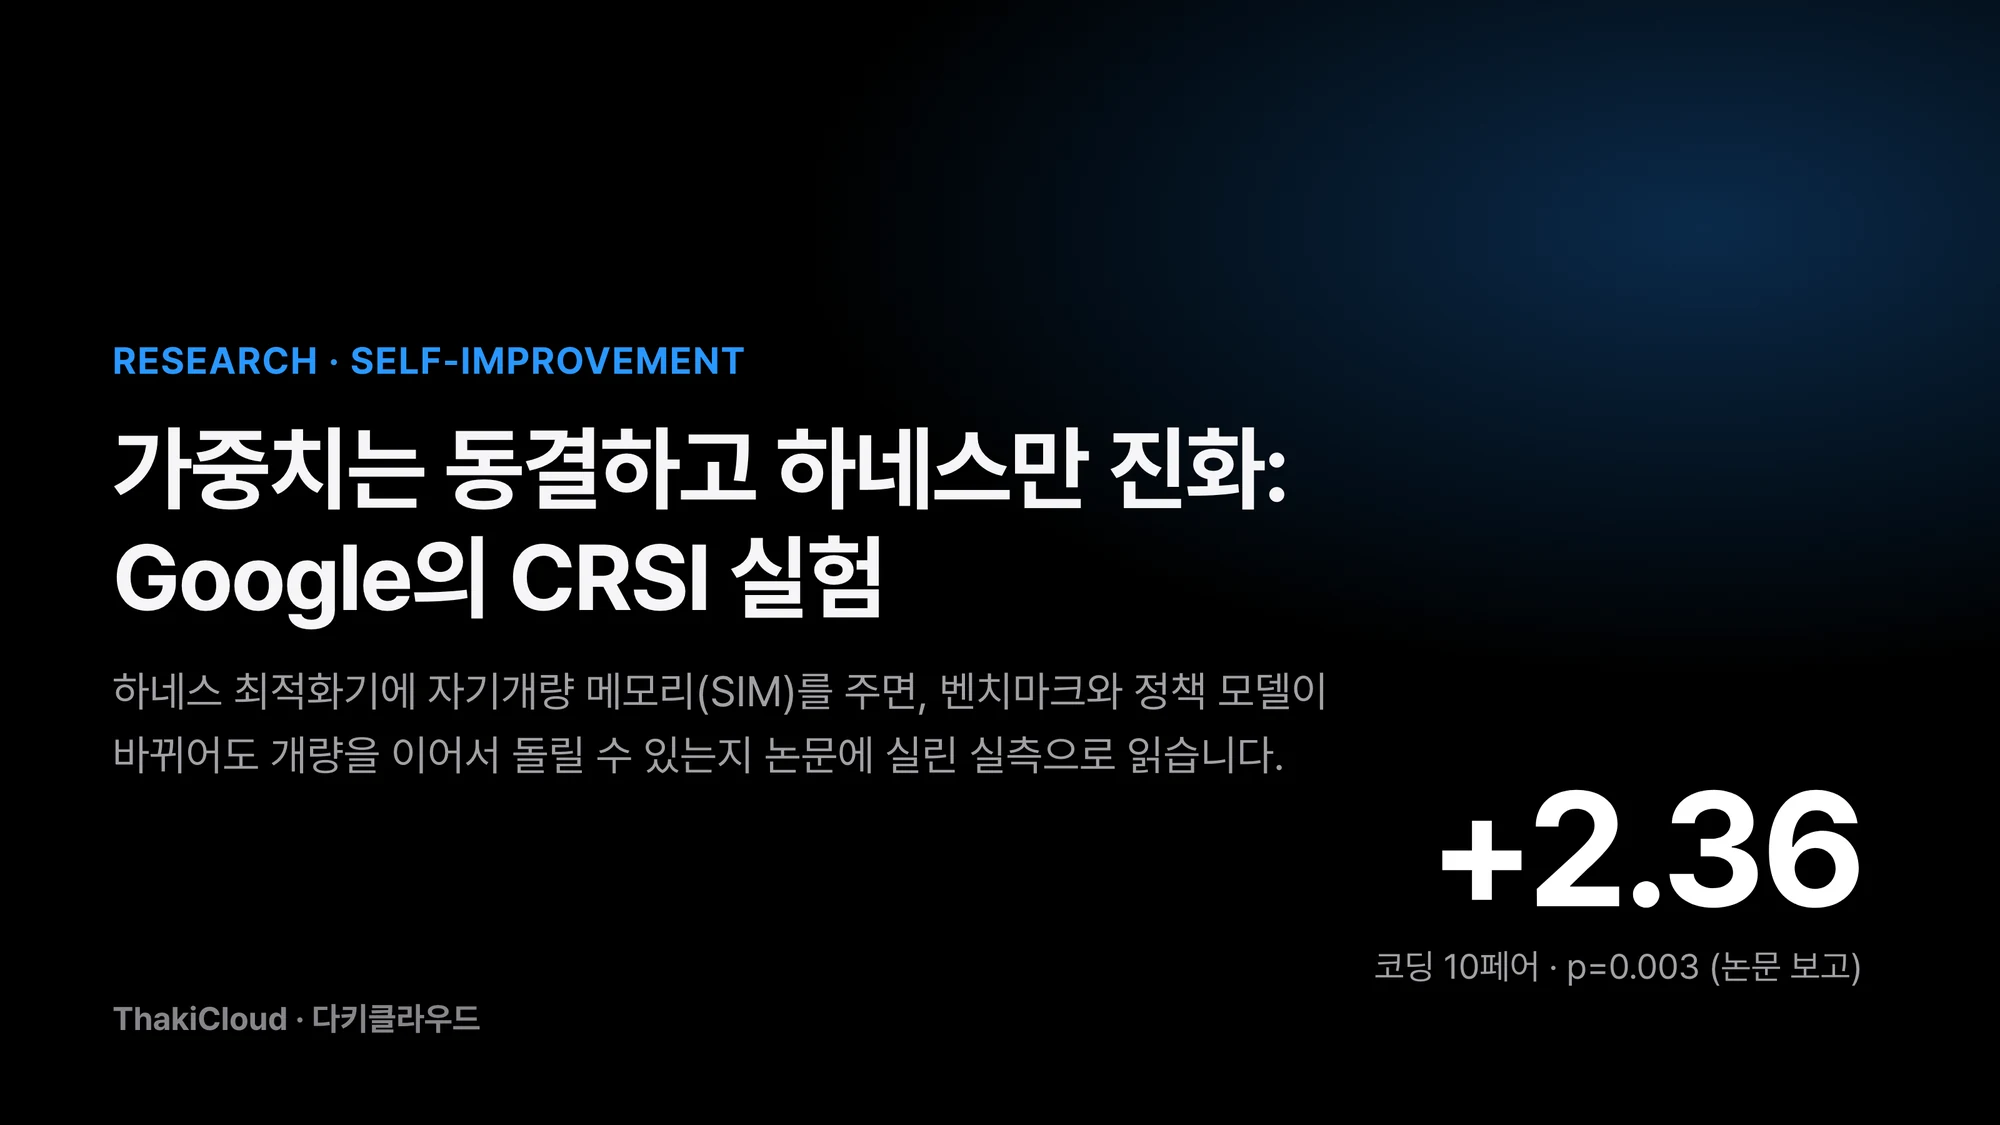 RESEARCH · SELF-IMPROVEMENT
가중치는 동결하고 하네스만 진화:
Google의 CRSI 실험
하네스 최적화기에 자기개량 메모리(SIM)를 주면, 벤치마크와 정책 모델이
바뀌어도 개량을 이어서 돌릴 수 있는지 논문에 실린 실측으로 읽습니다.
+2.36
코딩 10페어 · p=0.003 (논문 보고)
ThakiCloud · 다키클라우드